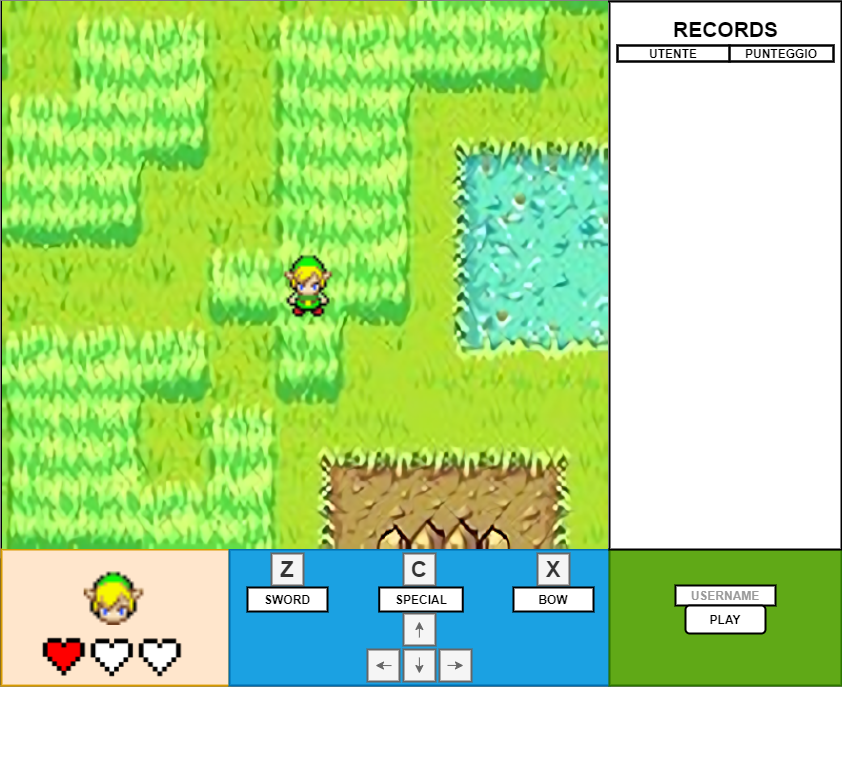 RECORDS
UTENTE PUNTEGGIO
Z C X
SWORD SPECIAL BOW
↑
← ↓ →
USERNAME
PLAY